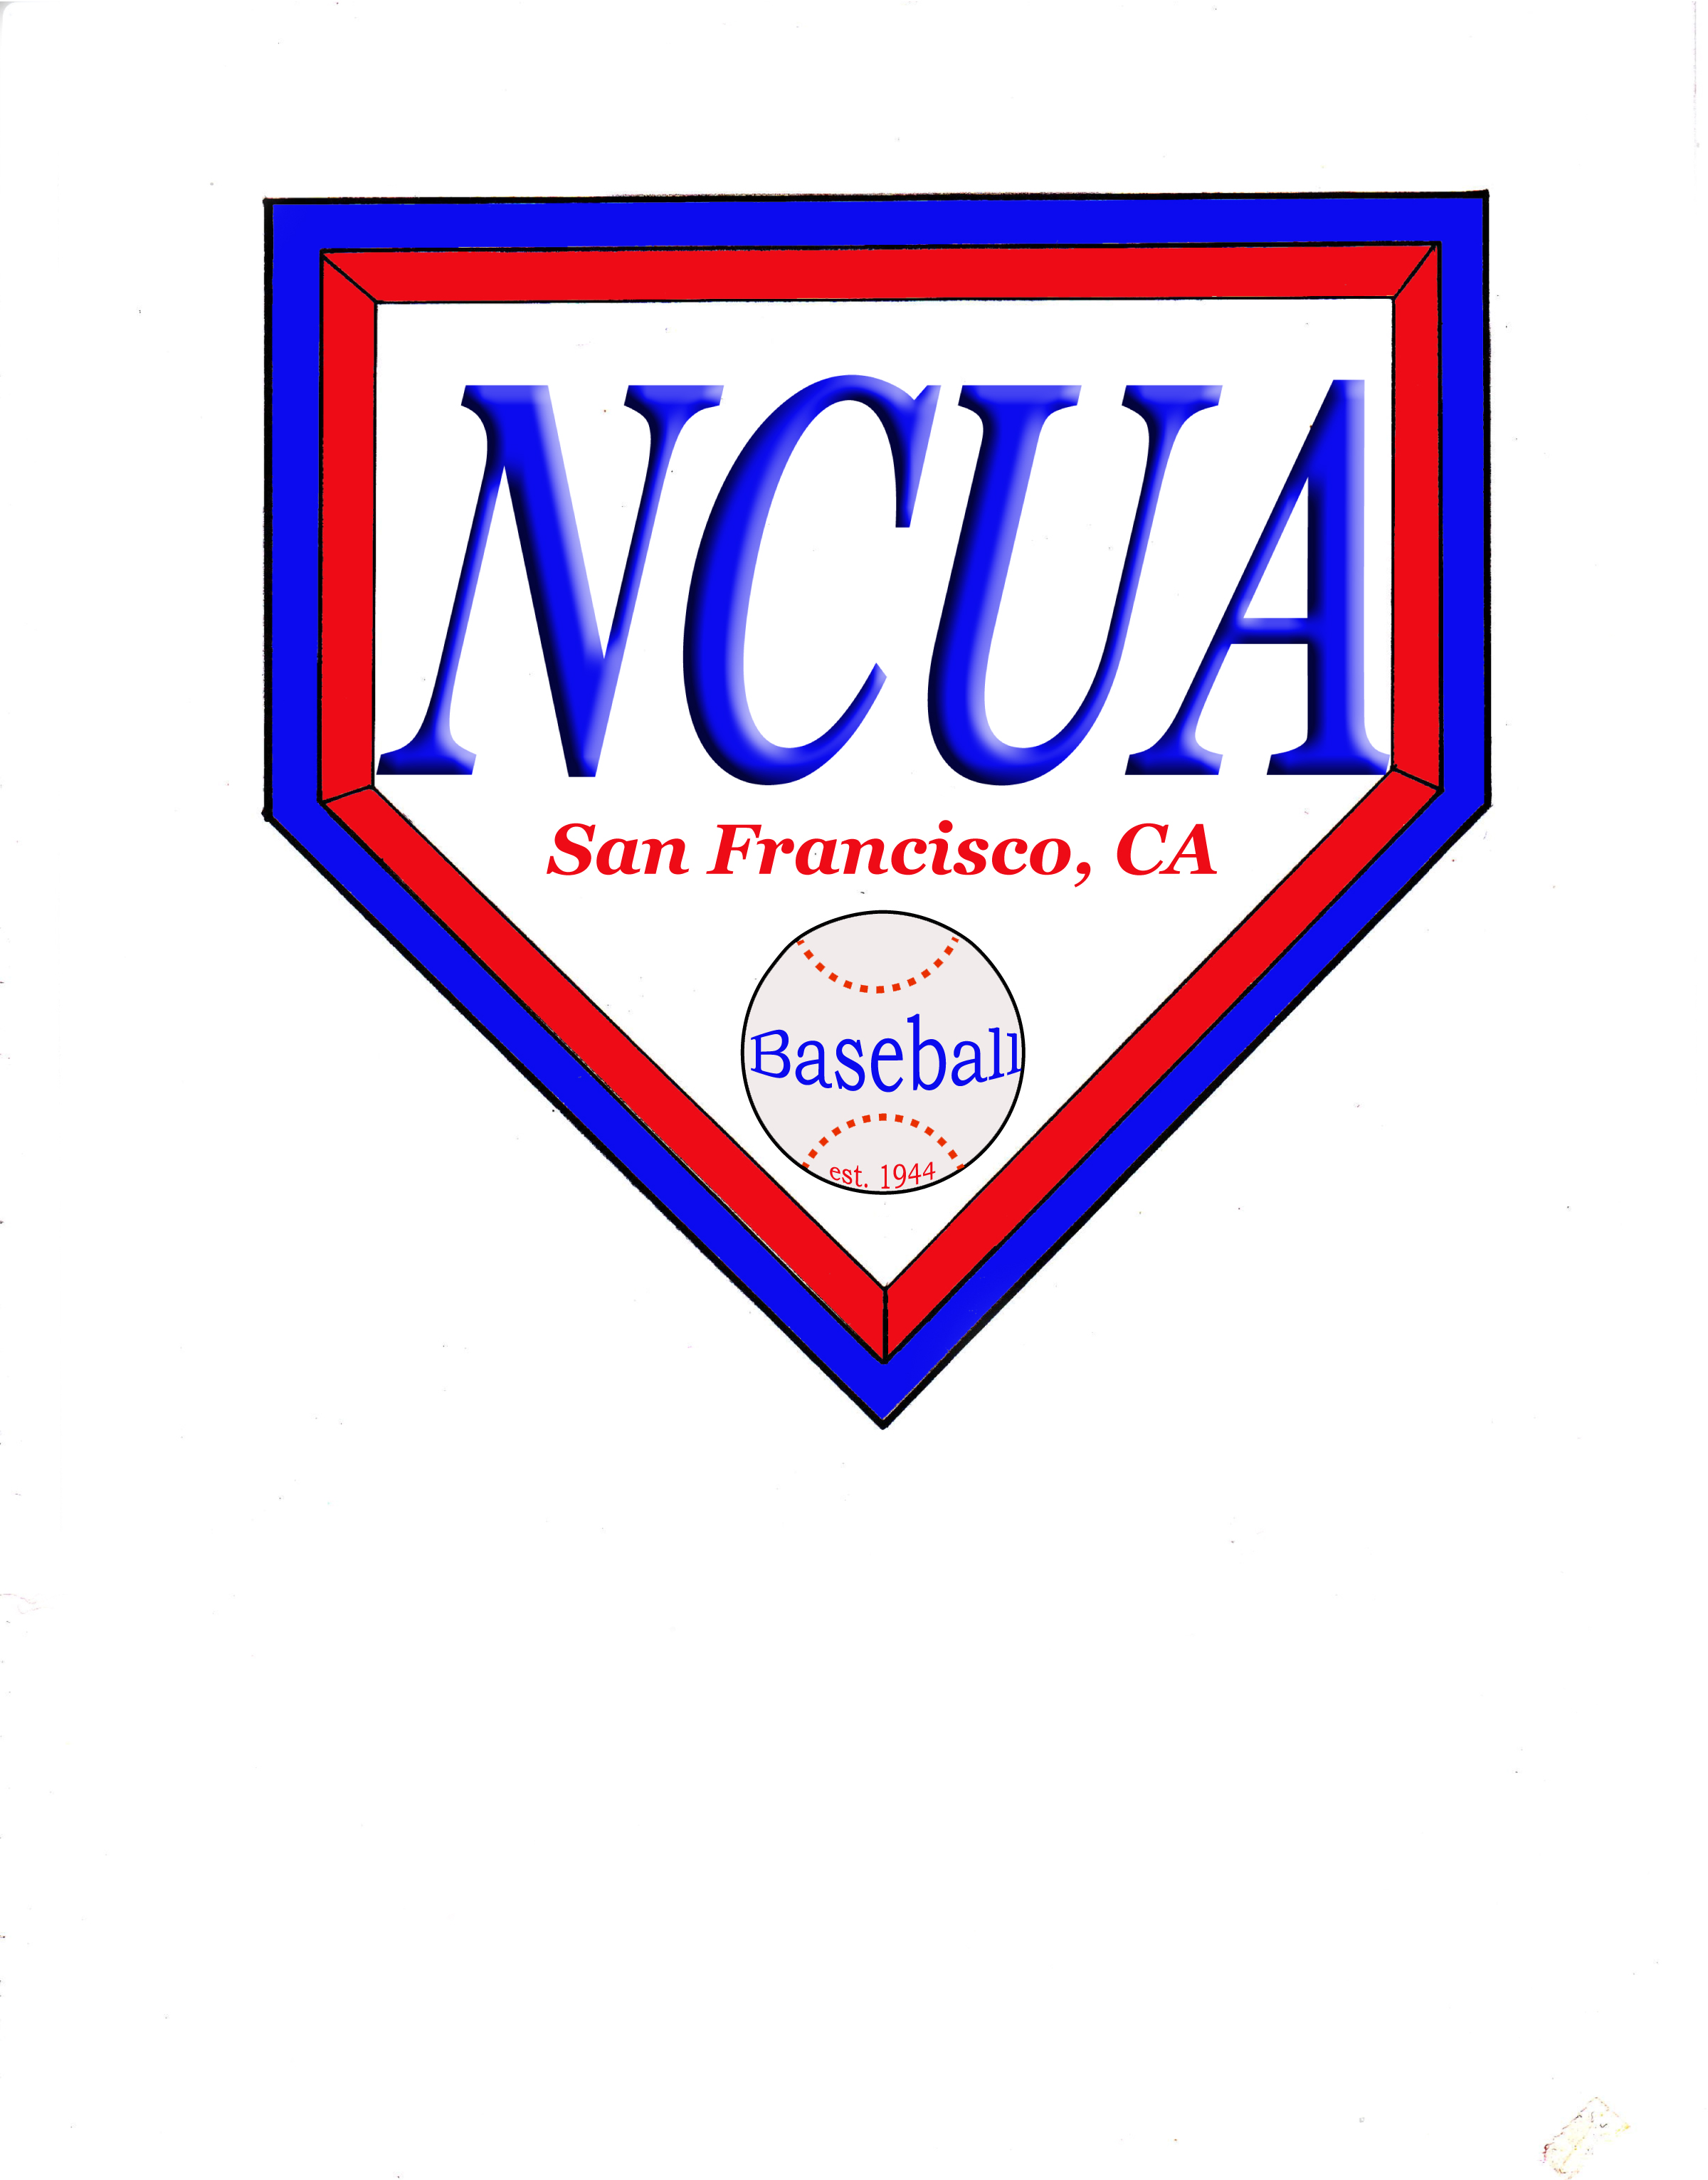 NCUA
San Francisco, CA
Baseball
est. 1944